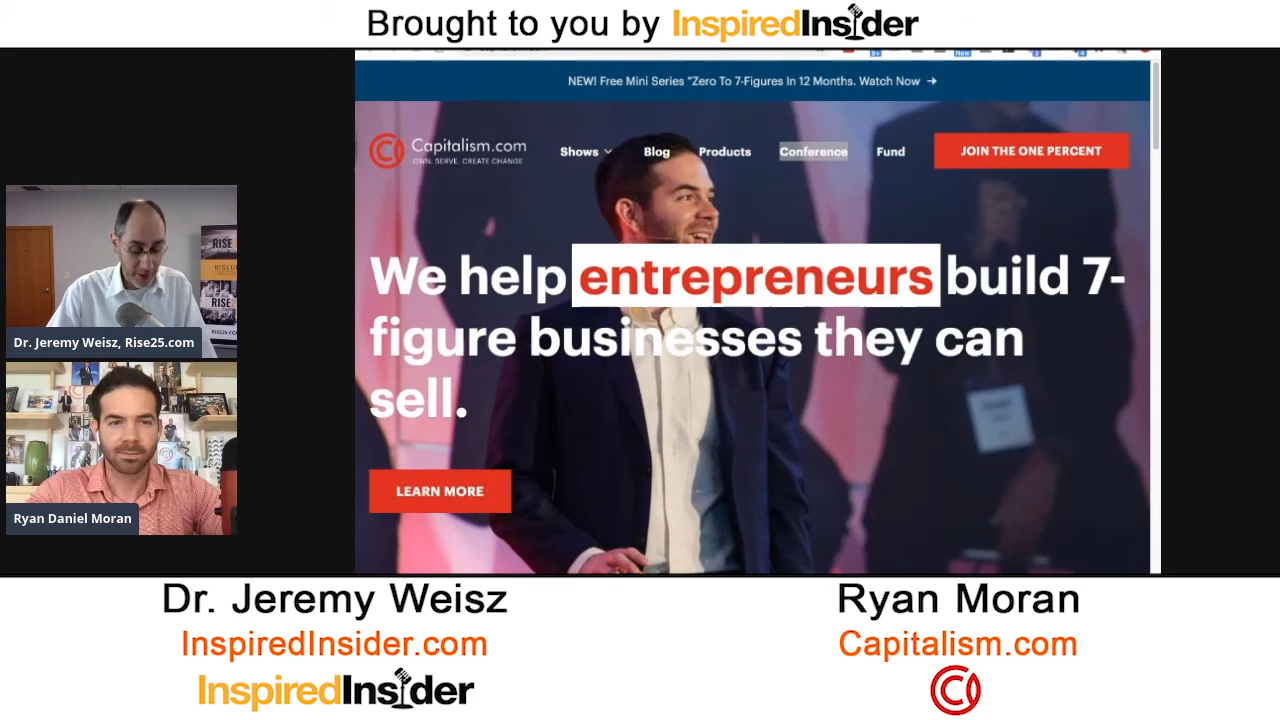 Brought to you by InspiredInsider
NEW! Free Mini Series "Zero To 7-Figures In 12 Months. Watch Now →
Capitalism.com
OWN. SERVE. CREATE CHANGE
Shows Blog Products Conference Fund JOIN THE ONE PERCENT
We help entrepreneurs build 7-
figure businesses they can
sell.
LEARN MORE
Dr. Jeremy Weisz, Rise25.com
Ryan Daniel Moran
Dr. Jeremy Weisz
InspiredInsider.com
InspiredInsider
Ryan Moran
Capitalism.com